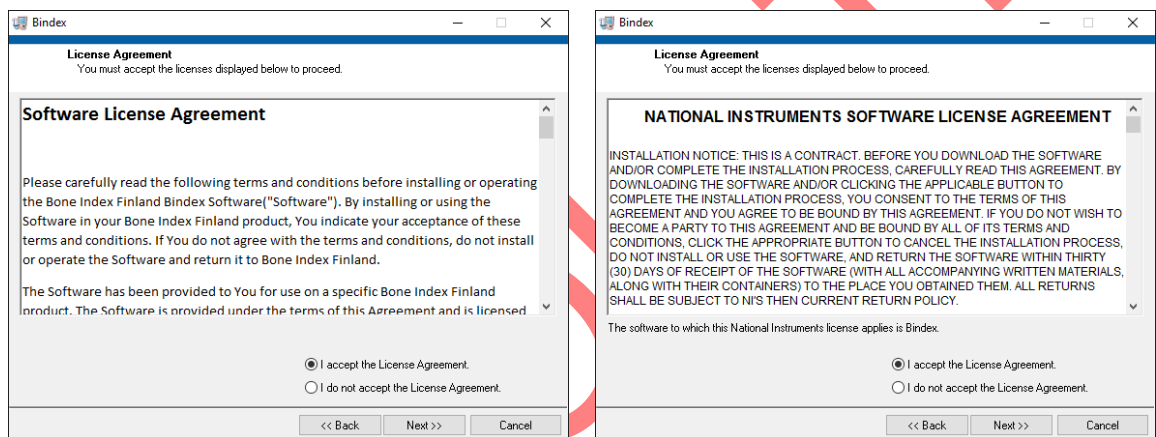 Bindex
License Agreement
You must accept the licenses displayed below to proceed.
Software License Agreement
Please carefully read the following terms and conditions before installing or operating
the Bone Index Finland Bindex Software("Software"). By installing or using the
Software in your Bone Index Finland product, You indicate your acceptance of these
terms and conditions. If You do not agree with the terms and conditions, do not install
or operate the Software and return it to Bone Index Finland.
The Software has been provided to You for use on a specific Bone Index Finland
product. The Software is provided under the terms of this Agreement and is licensed
I accept the License Agreement.
I do not accept the License Agreement.
<< Back
Next >>
Cancel
Bindex
License Agreement
You must accept the licenses displayed below to proceed.
NATIONAL INSTRUMENTS SOFTWARE LICENSE AGREEMENT
INSTALLATION NOTICE: THIS IS A CONTRACT. BEFORE YOU DOWNLOAD THE SOFTWARE
AND/OR COMPLETE THE INSTALLATION PROCESS, CAREFULLY READ THIS AGREEMENT. BY
DOWNLOADING THE SOFTWARE AND/OR CLICKING THE APPLICABLE BUTTON TO
COMPLETE THE INSTALLATION PROCESS, YOU CONSENT TO THE TERMS OF THIS
AGREEMENT AND YOU AGREE TO BE BOUND BY THIS AGREEMENT. IF YOU DO NOT WISH TO
BECOME A PARTY TO THIS AGREEMENT AND BE BOUND BY ALL OF ITS TERMS AND
CONDITIONS, CLICK THE APPROPRIATE BUTTON TO CANCEL THE INSTALLATION PROCESS,
DO NOT INSTALL OR USE THE SOFTWARE, AND RETURN THE SOFTWARE WITHIN THIRTY
(30) DAYS OF RECEIPT OF THE SOFTWARE (WITH ALL ACCOMPANYING WRITTEN MATERIALS,
ALONG WITH THEIR CONTAINERS) TO THE PLACE YOU OBTAINED THEM. ALL RETURNS
SHALL BE SUBJECT TO NI'S THEN CURRENT RETURN POLICY.
The software to which this National Instruments license applies is Bindex.
I accept the License Agreement.
I do not accept the License Agreement.
<< Back
Next >>
Cancel